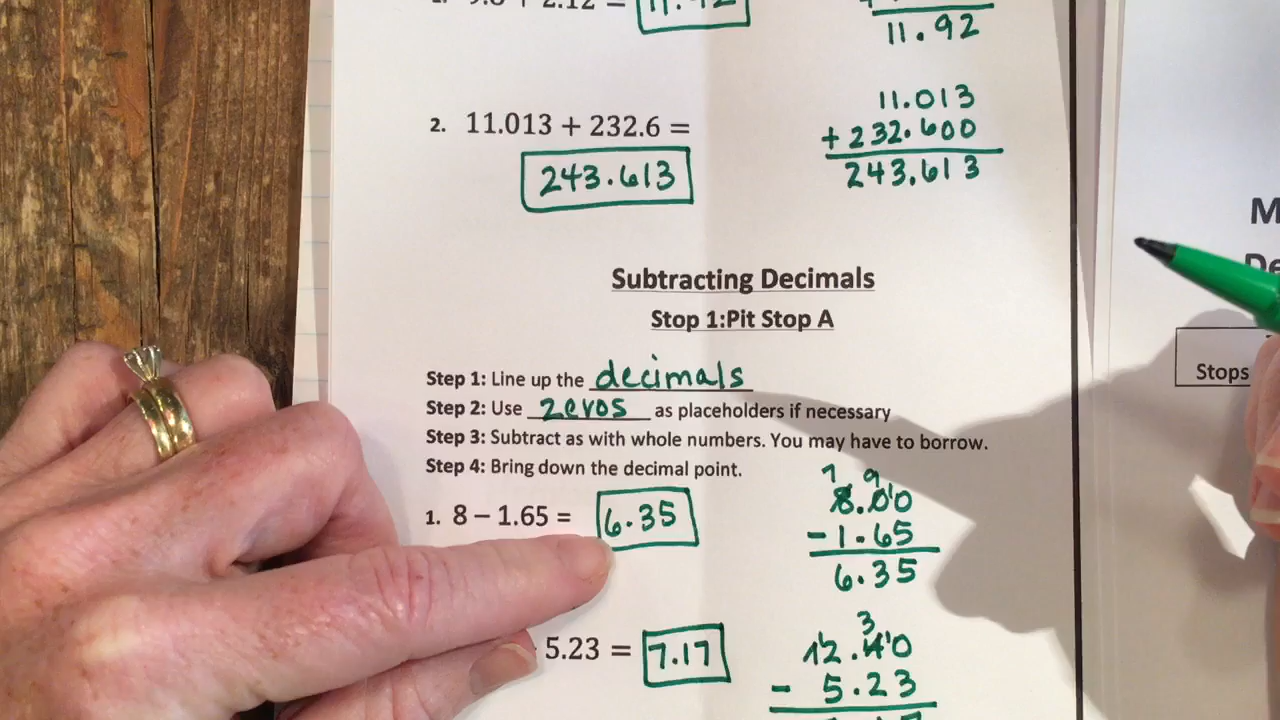 11.92
2. 11.013 + 232.6 =
243.613
11.013
+ 232.600
243.613
Subtracting Decimals
Stop 1:Pit Stop A
Step 1: Line up the decimals
Step 2: Use zeros as placeholders if necessary
Step 3: Subtract as with whole numbers. You may have to borrow.
Step 4: Bring down the decimal point.
1. 8 – 1.65 = 6.35
7 9
8.010
- 1.65
6.35
5.23 = 7.17
3
12.410
- 5.23
Stops